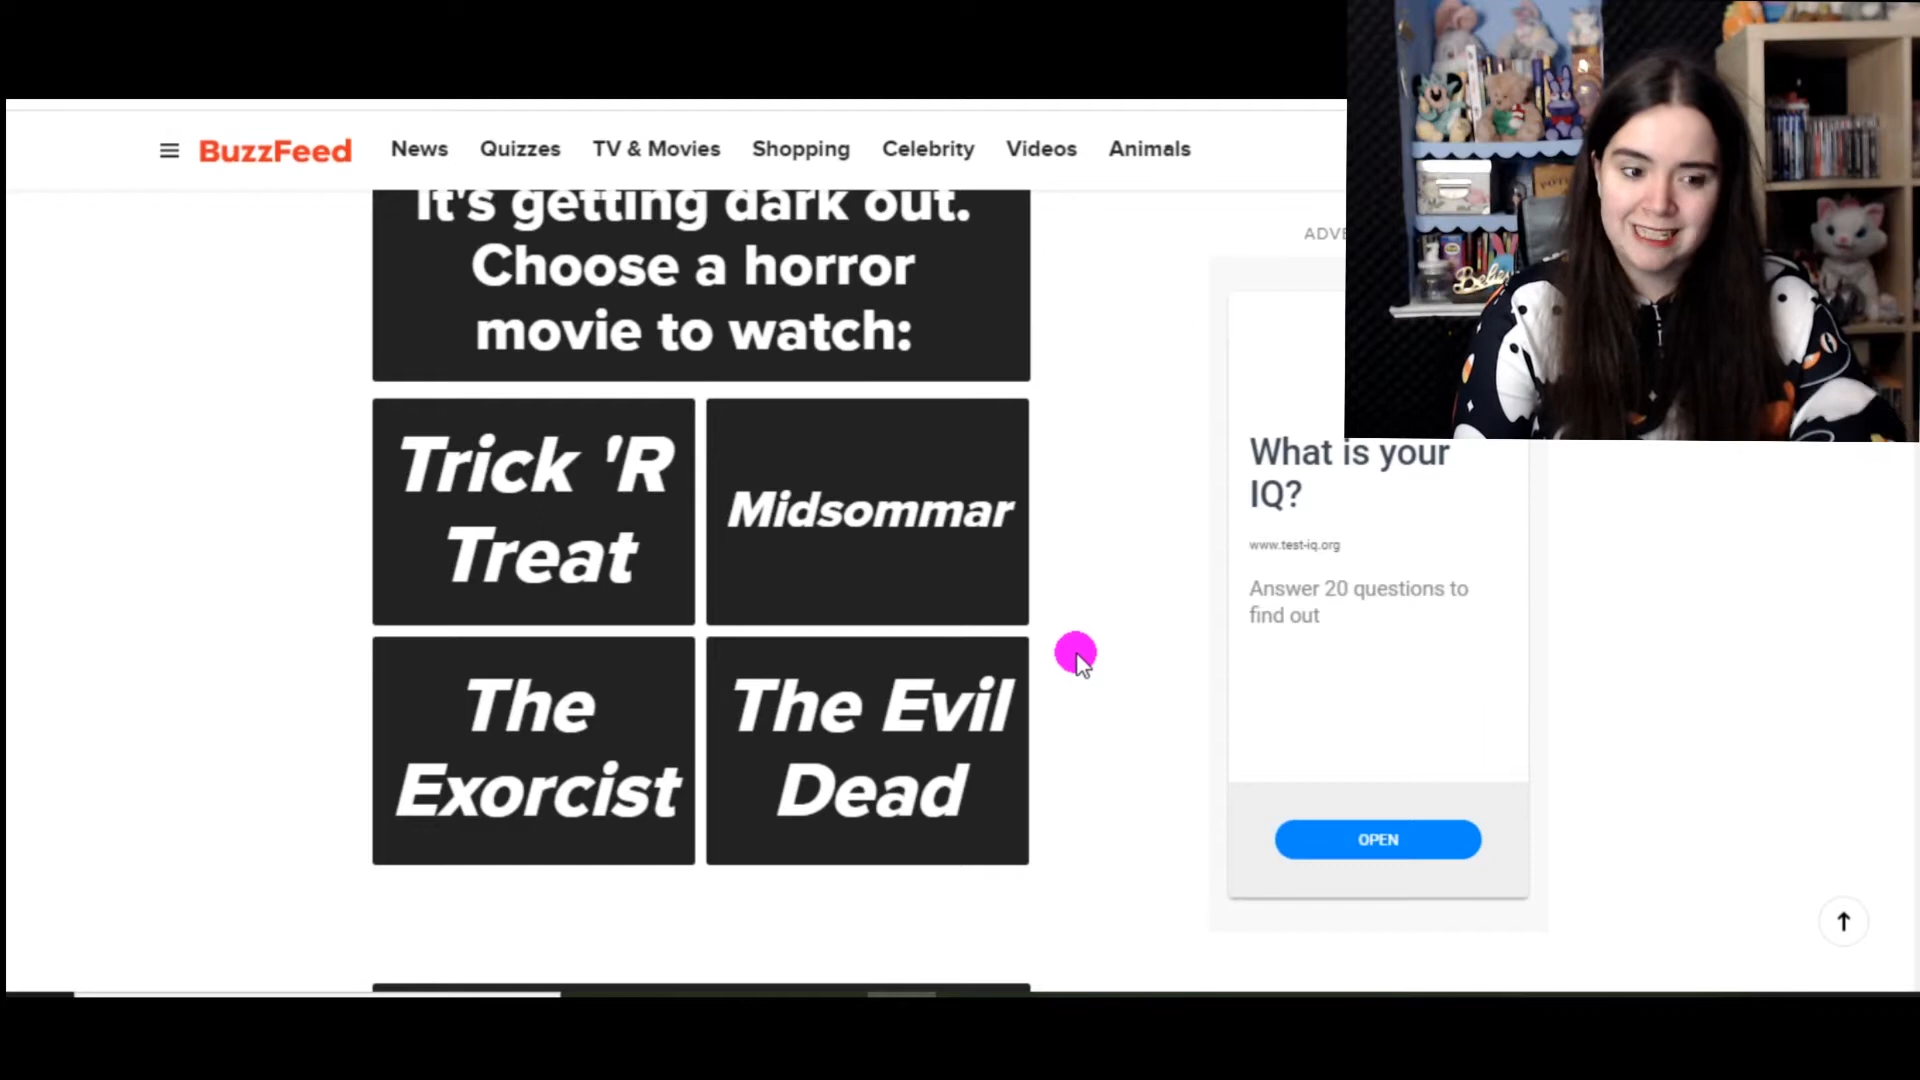 BuzzFeed News Quizzes TV & Movies Shopping Celebrity Videos Animals
It's getting dark out.
Choose a horror
movie to watch:
Trick 'R
Treat
Midsommar
The
Exorcist
The Evil
Dead
What is your
IQ?
www.test-iq.org
Answer 20 questions to
find out
OPEN